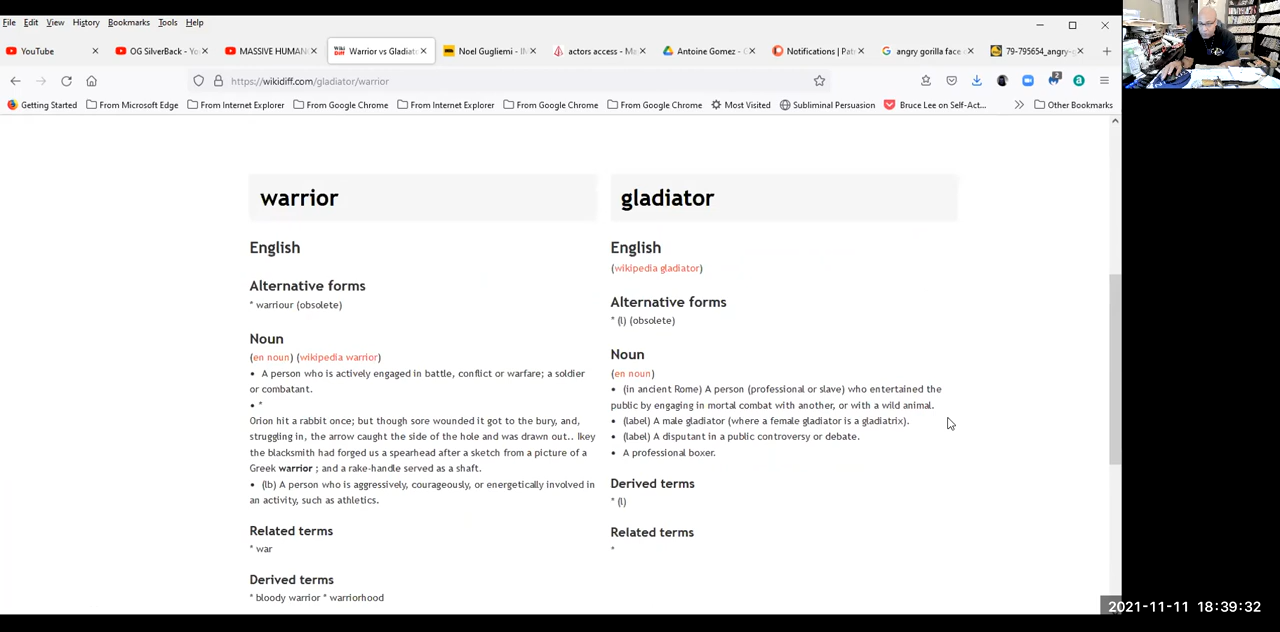 File Edit View History Bookmarks Tools Help
YouTube
OG SilverBack - Yo
MASSIVE HUMAN
Wiki Diff Warrior vs Gladiato
Noel Gugliemi - IM
actors access - Ma
Antoine Gomez - G
Notifications | Pat
angry gorilla face
79-795654_angry-g
https://wikidiff.com/gladiator/warrior
2
Getting Started From Microsoft Edge From Internet Explorer From Google Chrome From Internet Explorer From Google Chrome From Google Chrome Most Visited Subliminal Persuasion Bruce Lee on Self-Act... Other Bookmarks
warrior
English
Alternative forms
* warriour (obsolete)
Noun
(en noun) (wikipedia warrior)
• A person who is actively engaged in battle, conflict or warfare; a soldier
or combatant.
• *
Orion hit a rabbit once; but though sore wounded it got to the bury, and,
struggling in, the arrow caught the side of the hole and was drawn out.. Ikey
the blacksmith had forged us a spearhead after a sketch from a picture of a
Greek warrior ; and a rake-handle served as a shaft.
• (lb) A person who is aggressively, courageously, or energetically involved in
an activity, such as athletics.
Related terms
* war
Derived terms
* bloody warrior * warriorhood
gladiator
English
(wikipedia gladiator)
Alternative forms
* (l) (obsolete)
Noun
(en noun)
• (in ancient Rome) A person (professional or slave) who entertained the
public by engaging in mortal combat with another, or with a wild animal.
• (label) A male gladiator (where a female gladiator is a gladiatrix).
• (label) A disputant in a public controversy or debate.
• A professional boxer.
Derived terms
* (l)
Related terms
*
2021-11-11 18:39:32